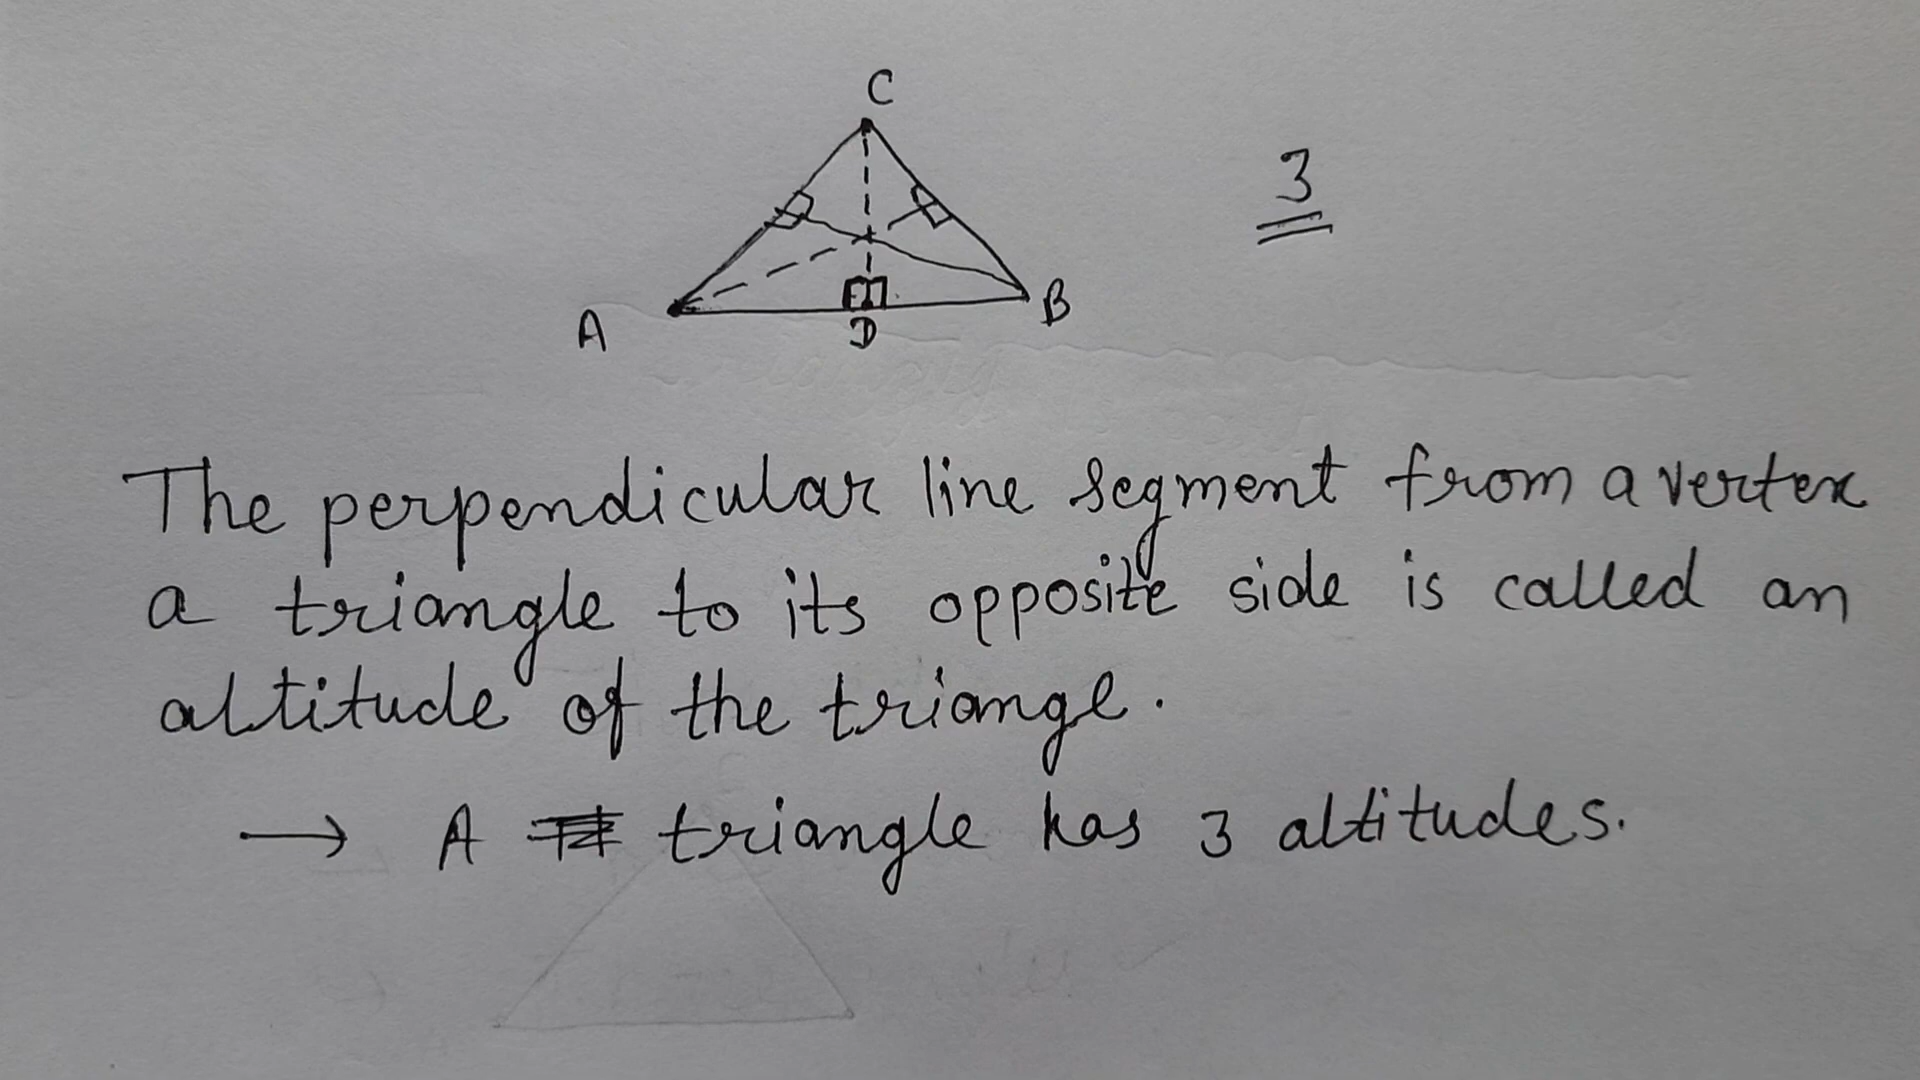 C
3
A
B
D
The perpendicular line segment from a vertex
a triangle to its opposite side is called an
altitude of the triange.
→ A triangle has 3 altitudes.